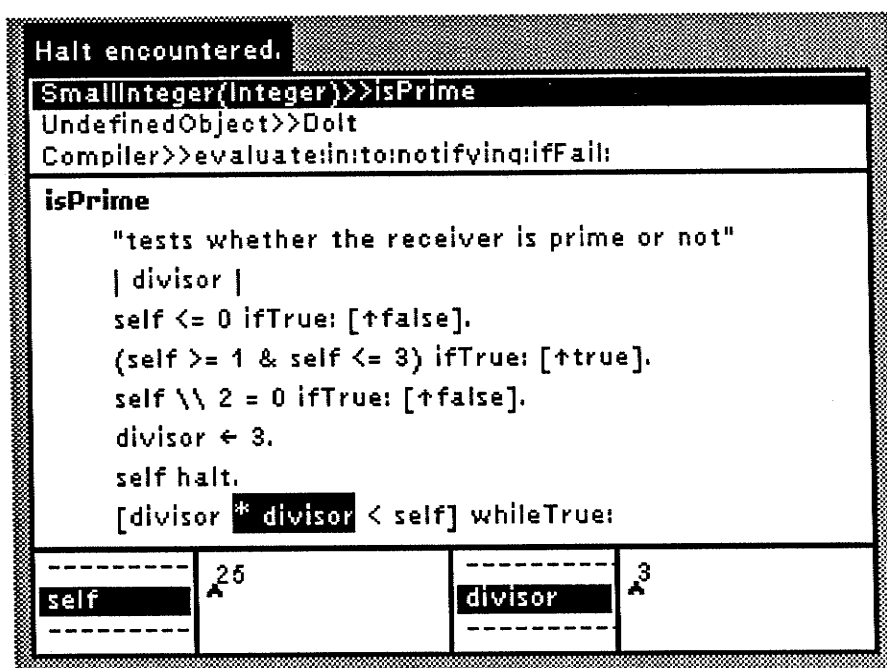 Halt encountered.
SmallInteger(Integer)>>isPrime
UndefinedObject>>DoIt
Compiler>>evaluate:in:to:notifying:ifFail:
isPrime
"tests whether the receiver is prime or not"
| divisor |
self <= 0 ifTrue: [↑false].
(self >= 1 & self <= 3) ifTrue: [↑true].
self \\ 2 = 0 ifTrue: [↑false].
divisor ← 3.
self halt.
[divisor * divisor < self] whileTrue:
self
25
divisor
3